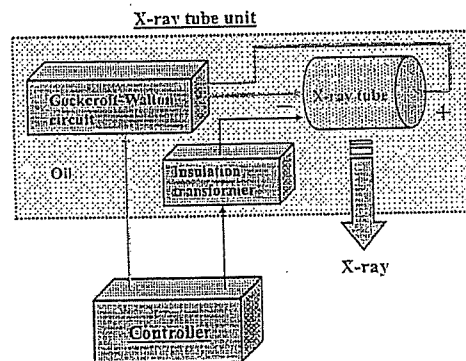 X-ray tube unit
Cockcroft-Walton
circuit
X-ray tube
−
+
Oil
Insulation
transformer
X-ray
Controller